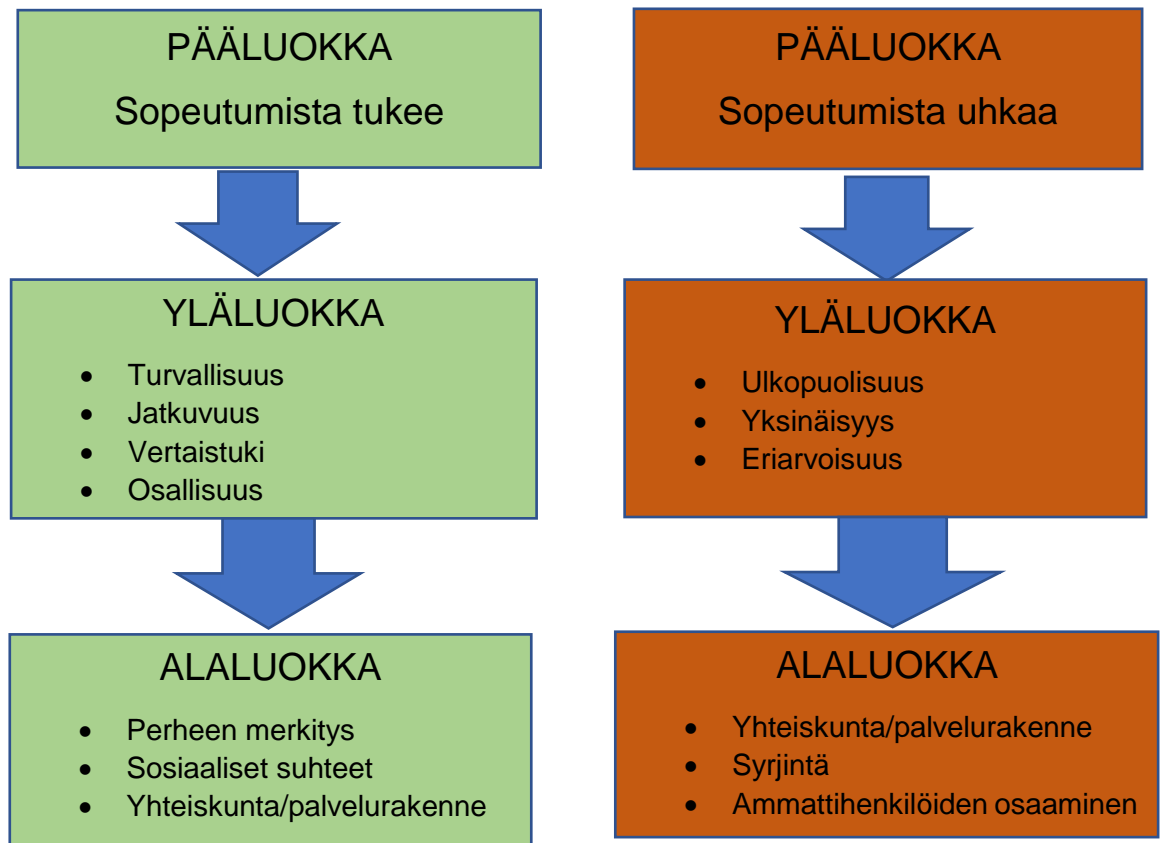 PÄÄLUOKKA
Sopeutumista tukee
YLÄLUOKKA
• Turvallisuus
• Jatkuvuus
• Vertaistuki
• Osallisuus
ALALUOKKA
• Perheen merkitys
• Sosiaaliset suhteet
• Yhteiskunta/palvelurakenne
PÄÄLUOKKA
Sopeutumista uhkaa
YLÄLUOKKA
• Ulkopuolisuus
• Yksinäisyys
• Eriarvoisuus
ALALUOKKA
• Yhteiskunta/palvelurakenne
• Syrjintä
• Ammattihenkilöiden osaaminen